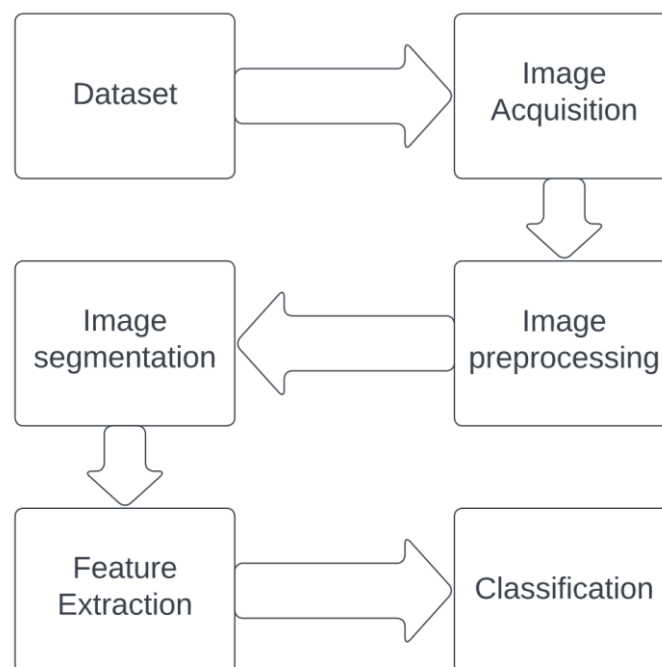 Dataset
Image
Acquisition
Image
preprocessing
Image
segmentation
Feature
Extraction
Classification